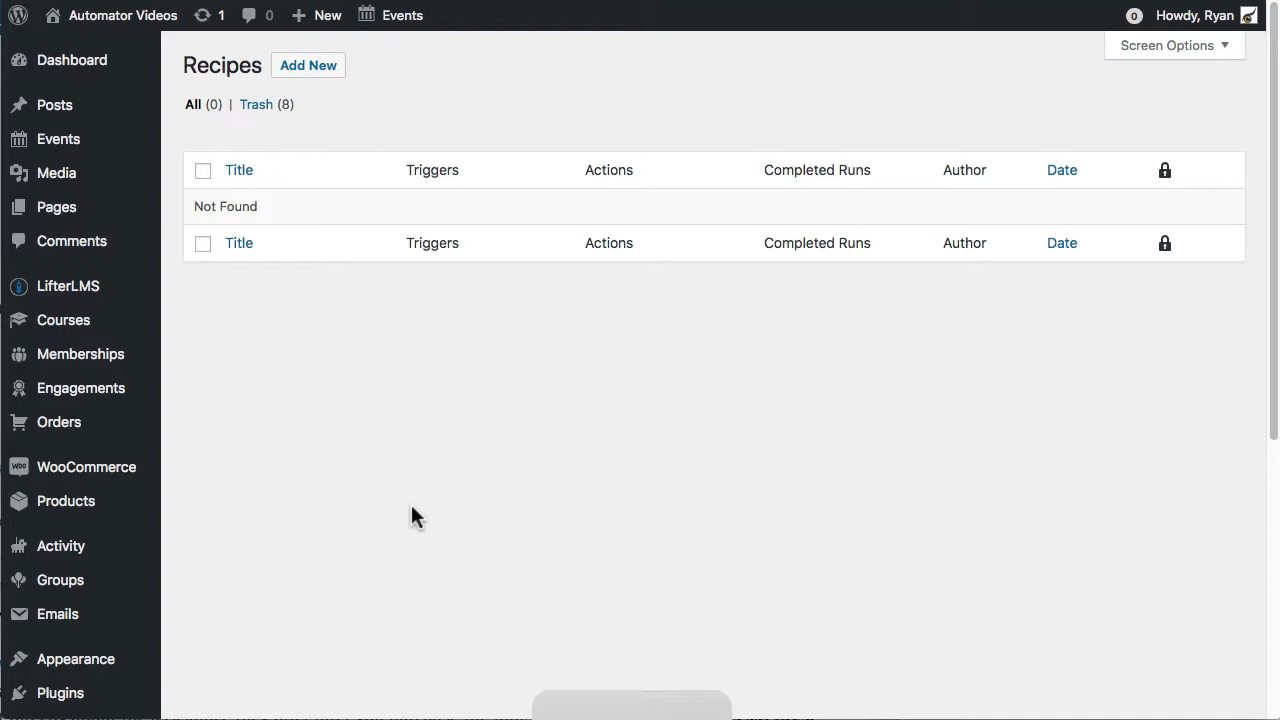 Automator Videos 1 0 New Events 0 Howdy, Ryan
Screen Options
Dashboard
Posts
Events
Media
Pages
Comments
LifterLMS
Courses
Memberships
Engagements
Orders
WOO WooCommerce
Products
Activity
Groups
Emails
Appearance
Plugins
Recipes Add New
All (0) | Trash (8)
Title Triggers Actions Completed Runs Author Date
Not Found
Title Triggers Actions Completed Runs Author Date